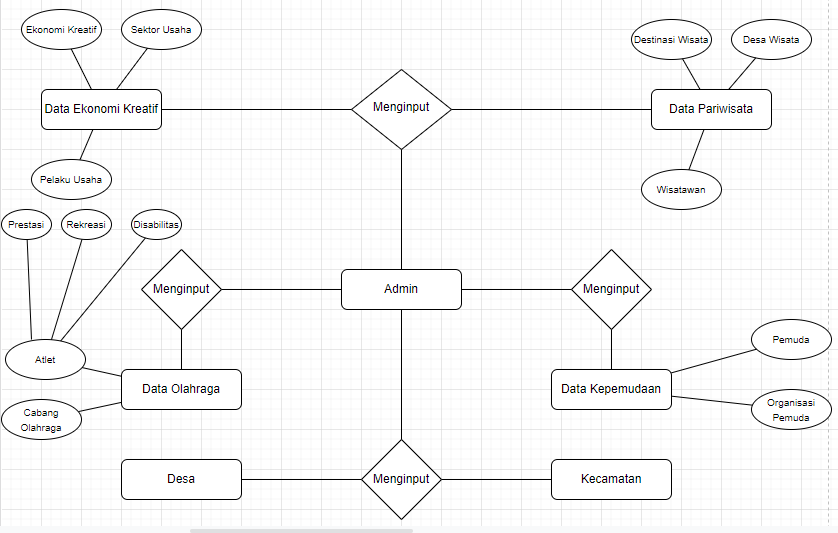 Ekonomi Kreatif
Sektor Usaha
Destinasi Wisata
Desa Wisata
Data Ekonomi Kreatif
Menginput
Data Pariwisata
Pelaku Usaha
Wisatawan
Prestasi
Rekreasi
Disabilitas
Menginput
Admin
Menginput
Pemuda
Atlet
Data Olahraga
Data Kepemudaan
Cabang
Olahraga
Organisasi
Pemuda
Desa
Menginput
Kecamatan